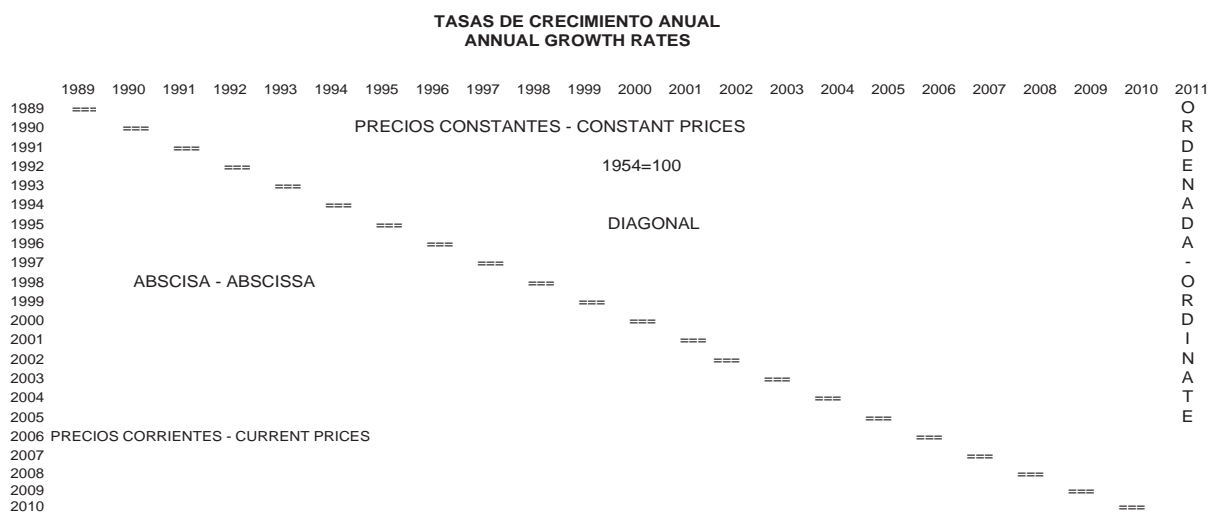 TASAS DE CRECIMIENTO ANUAL
ANNUAL GROWTH RATES
1989 1990 1991 1992 1993 1994 1995 1996 1997 1998 1999 2000 2001 2002 2003 2004 2005 2006 2007 2008 2009 2010 2011
1989 === O
1990 === PRECIOS CONSTANTES - CONSTANT PRICES R
1991 === D
1992 === 1954=100 E
1993 === N
1994 === A
1995 === DIAGONAL D
1996 === A
1997 === -
1998 ABSCISA - ABSCISSA === O
1999 === R
2000 === D
2001 === I
2002 === N
2003 === A
2004 === T
2005 === E
2006 PRECIOS CORRIENTES - CURRENT PRICES ===
2007 ===
2008 ===
2009 ===
2010 ===